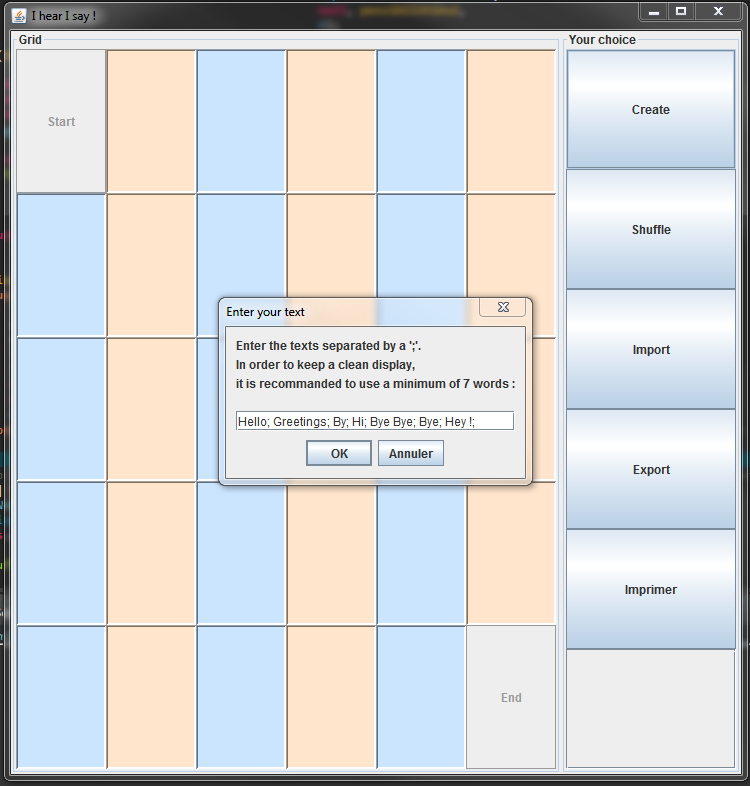 I hear I say !
Grid
Your choice
Start
Create
Shuffle
Enter your text
Enter the texts separated by a ';'.
In order to keep a clean display,
it is recommanded to use a minimum of 7 words :
Hello; Greetings; By; Hi; Bye Bye; Bye; Hey !;
OK
Annuler
Import
Export
Imprimer
End